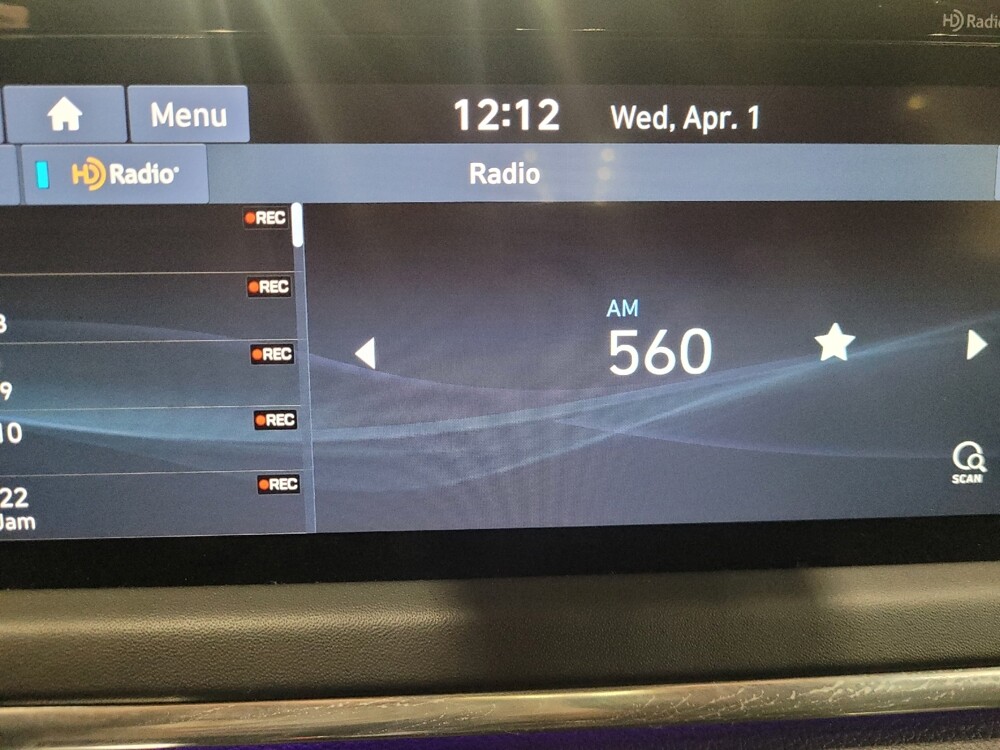 HD Radio
Menu
12:12
Wed, Apr. 1
HD Radio®
Radio
REC
REC
3
REC
9
REC
10
REC
22
Jam
AM
560
SCAN